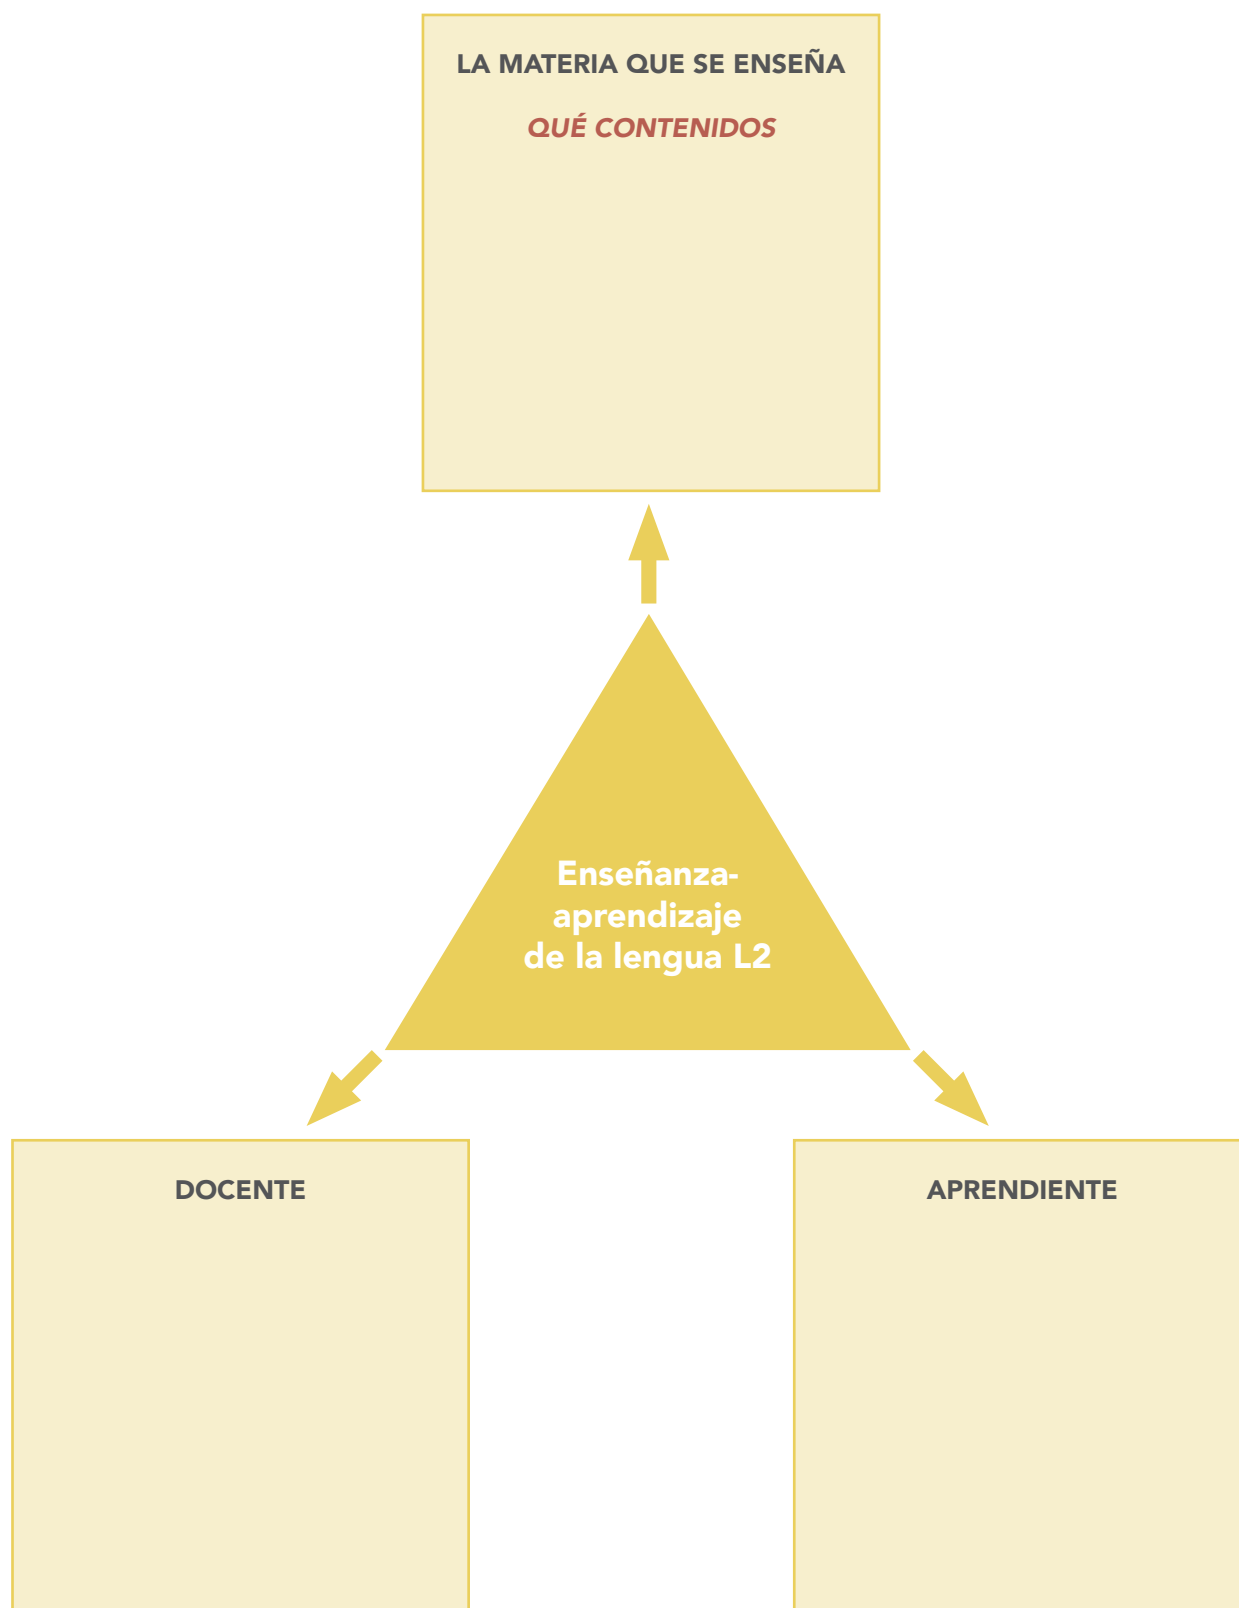 LA MATERIA QUE SE ENSEÑA
QUÉ CONTENIDOS
Enseñanza-
aprendizaje
de la lengua L2
DOCENTE
APRENDIENTE